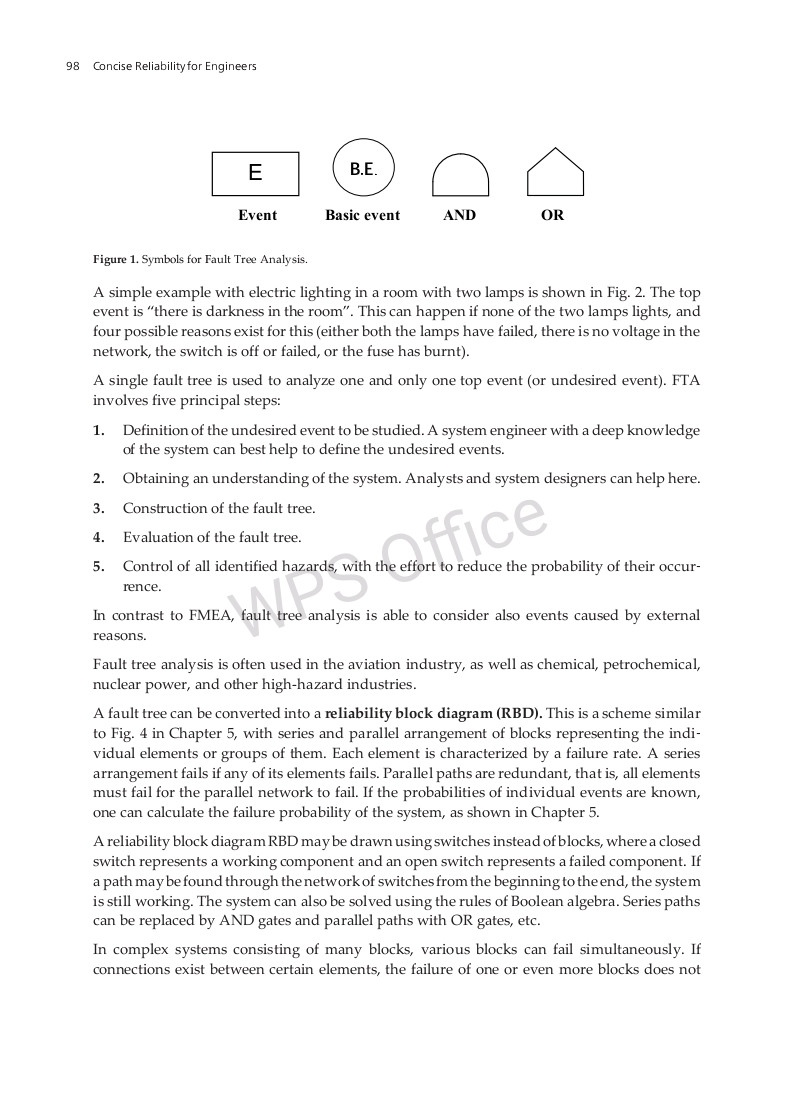 98 Concise Reliability for Engineers
E
B.E.
Event Basic event AND OR
Figure 1. Symbols for Fault Tree Analysis.
A simple example with electric lighting in a room with two lamps is shown in Fig. 2. The top
event is “there is darkness in the room”. This can happen if none of the two lamps lights, and
four possible reasons exist for this (either both the lamps have failed, there is no voltage in the
network, the switch is off or failed, or the fuse has burnt).
A single fault tree is used to analyze one and only one top event (or undesired event). FTA
involves five principal steps:
1. Definition of the undesired event to be studied. A system engineer with a deep knowledge
of the system can best help to define the undesired events.
2. Obtaining an understanding of the system. Analysts and system designers can help here.
3. Construction of the fault tree.
4. Evaluation of the fault tree.
5. Control of all identified hazards, with the effort to reduce the probability of their occur-
rence.
In contrast to FMEA, fault tree analysis is able to consider also events caused by external
reasons.
Fault tree analysis is often used in the aviation industry, as well as chemical, petrochemical,
nuclear power, and other high-hazard industries.
A fault tree can be converted into a reliability block diagram (RBD). This is a scheme similar
to Fig. 4 in Chapter 5, with series and parallel arrangement of blocks representing the indi-
vidual elements or groups of them. Each element is characterized by a failure rate. A series
arrangement fails if any of its elements fails. Parallel paths are redundant, that is, all elements
must fail for the parallel network to fail. If the probabilities of individual events are known,
one can calculate the failure probability of the system, as shown in Chapter 5.
A reliability block diagram RBD may be drawn using switches instead of blocks, where a closed
switch represents a working component and an open switch represents a failed component. If
a path may be found through the network of switches from the beginning to the end, the system
is still working. The system can also be solved using the rules of Boolean algebra. Series paths
can be replaced by AND gates and parallel paths with OR gates, etc.
In complex systems consisting of many blocks, various blocks can fail simultaneously. If
connections exist between certain elements, the failure of one or even more blocks does not
WPS Office